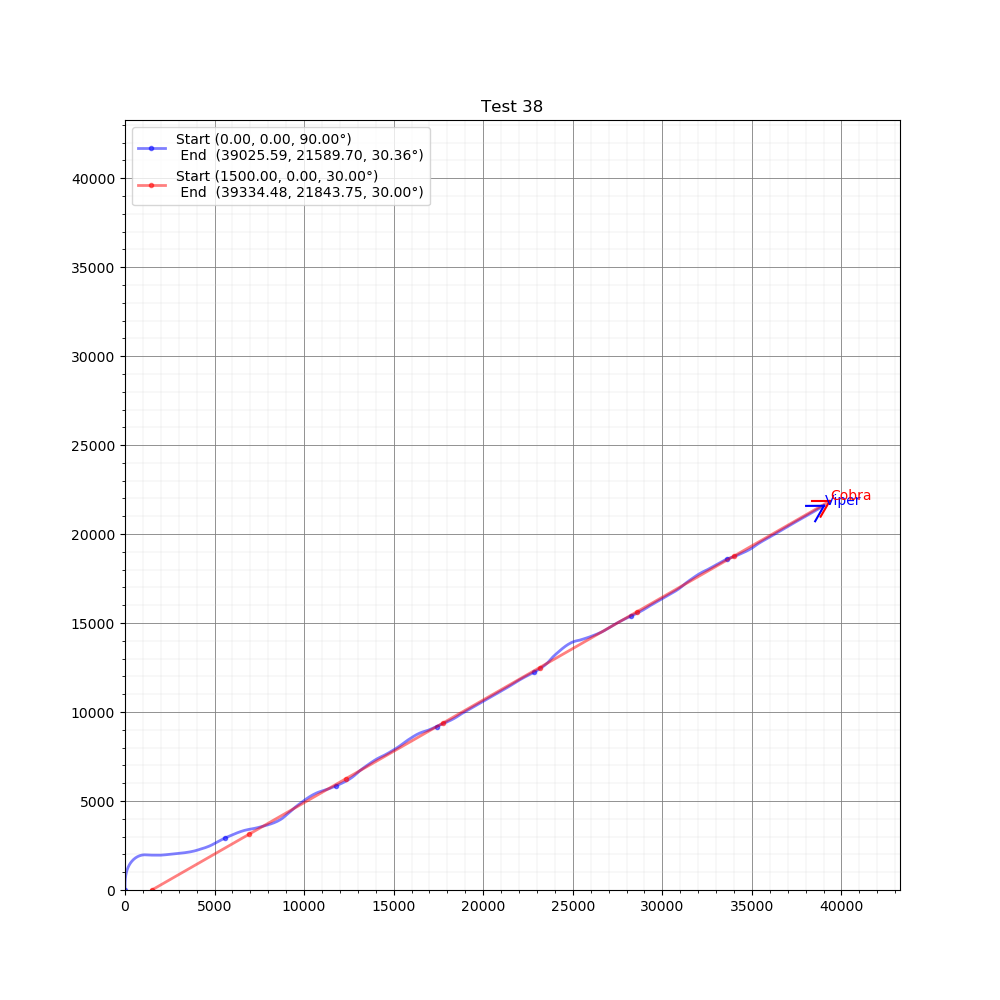 Test 38
Start (0.00, 0.00, 90.00°)
End (39025.59, 21589.70, 30.36°)
Start (1500.00, 0.00, 30.00°)
End (39334.48, 21843.75, 30.00°)
40000
35000
30000
25000
20000
15000
10000
5000
0
Cobra
Viper
0 5000 10000 15000 20000 25000 30000 35000 40000